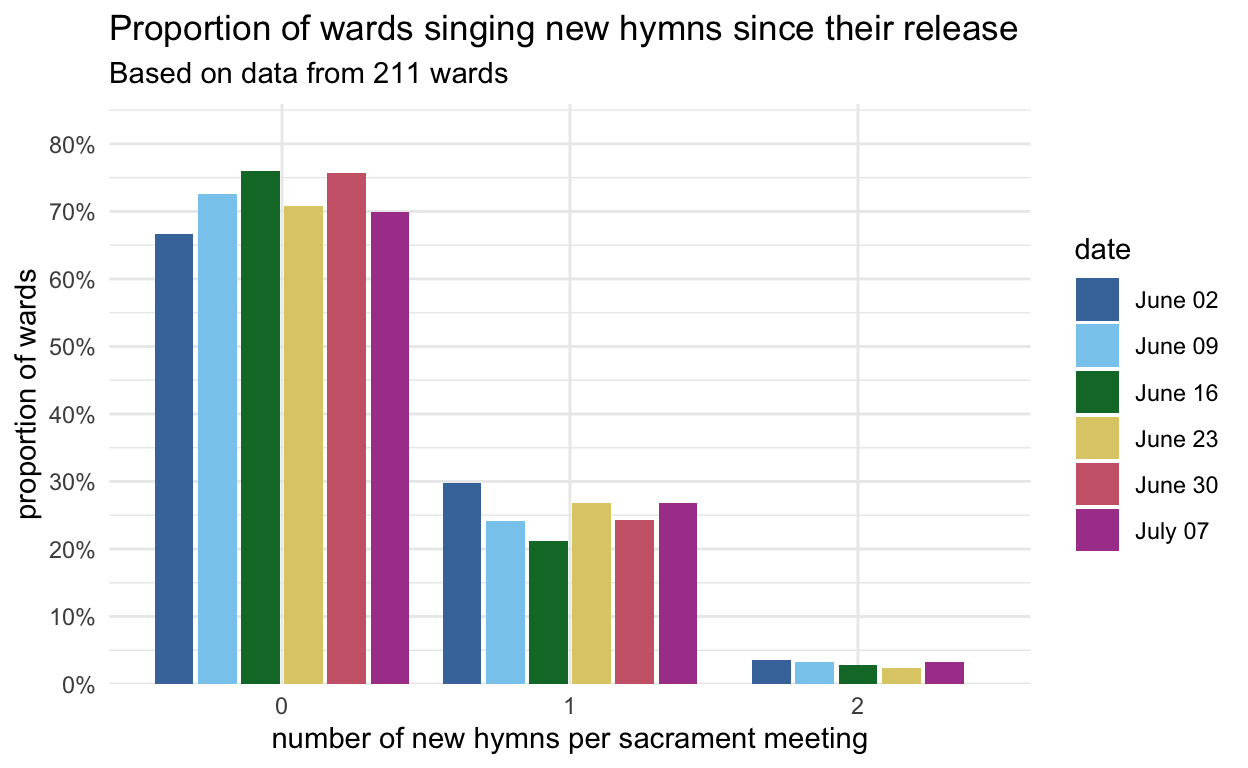 Proportion of wards singing new hymns since their release
Based on data from 211 wards
80%
70%
60%
50%
40%
30%
20%
10%
0%
proportion of wards
0 1 2
number of new hymns per sacrament meeting
date
June 02
June 09
June 16
June 23
June 30
July 07